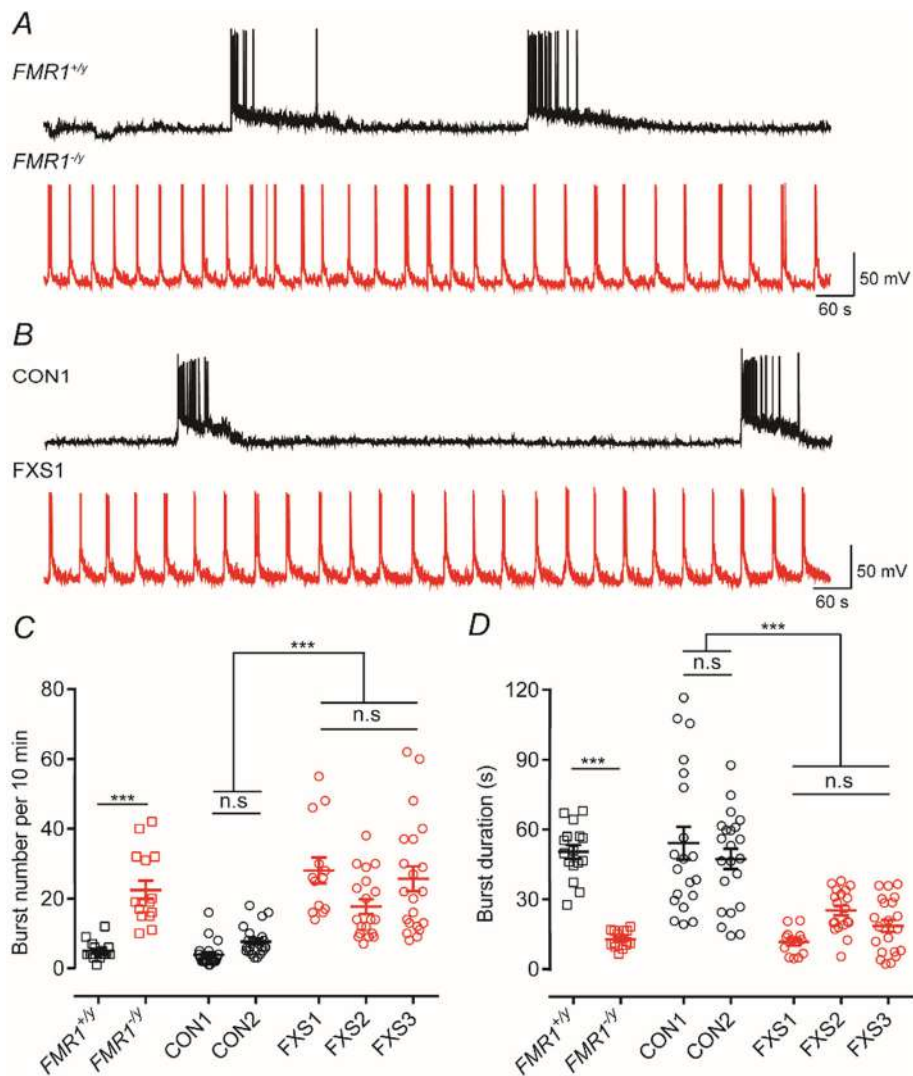 A
FMR1+/y
FMR1-/y
50 mV
60 s
B
CON1
FXS1
50 mV
60 s
C
***
80
n.s
60
Burst number per 10 min
***
n.s
40
20
0
FMR1+/y
FMR1-/y
CON1
CON2
FXS1
FXS2
FXS3
D
***
n.s
120
90
***
n.s
Burst duration (s)
60
30
0
FMR1+/y
FMR1-/y
CON1
CON2
FXS1
FXS2
FXS3